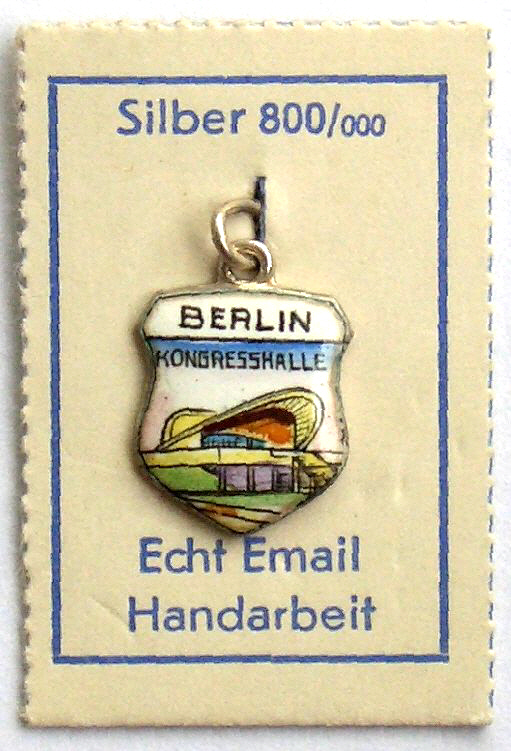 Silber 800/000
BERLIN
KONGRESSHALLE
Echt Email
Handarbeit